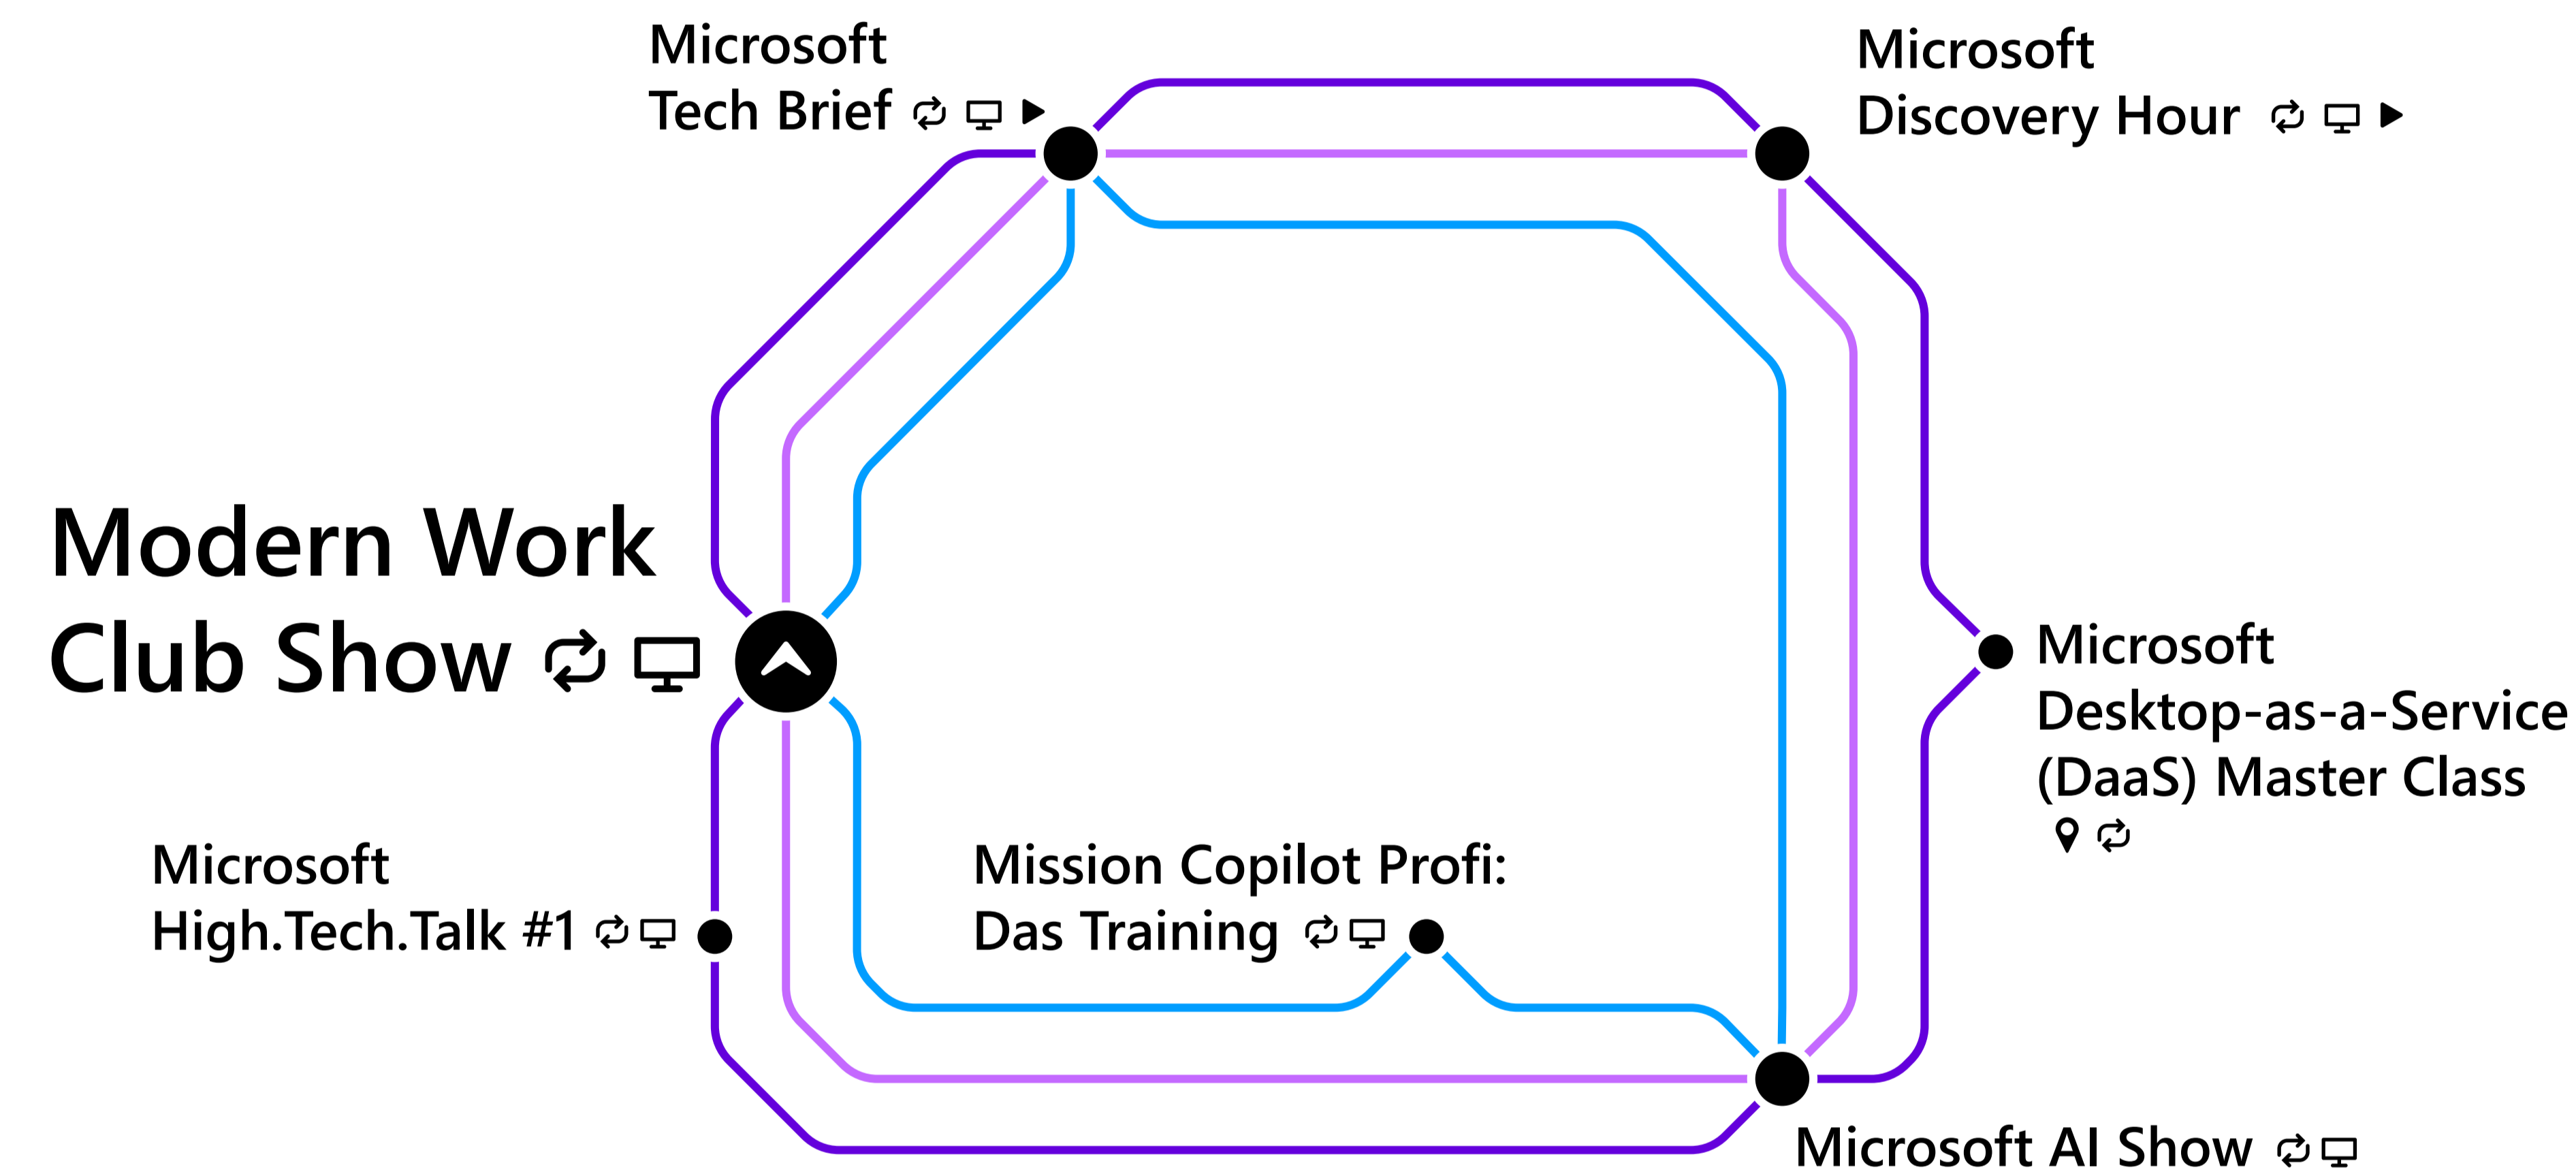 Microsoft
Tech Brief
Microsoft
Discovery Hour
Modern Work
Club Show
Microsoft
Desktop-as-a-Service
(DaaS) Master Class
Microsoft
High.Tech.Talk #1
Mission Copilot Profi:
Das Training
Microsoft AI Show